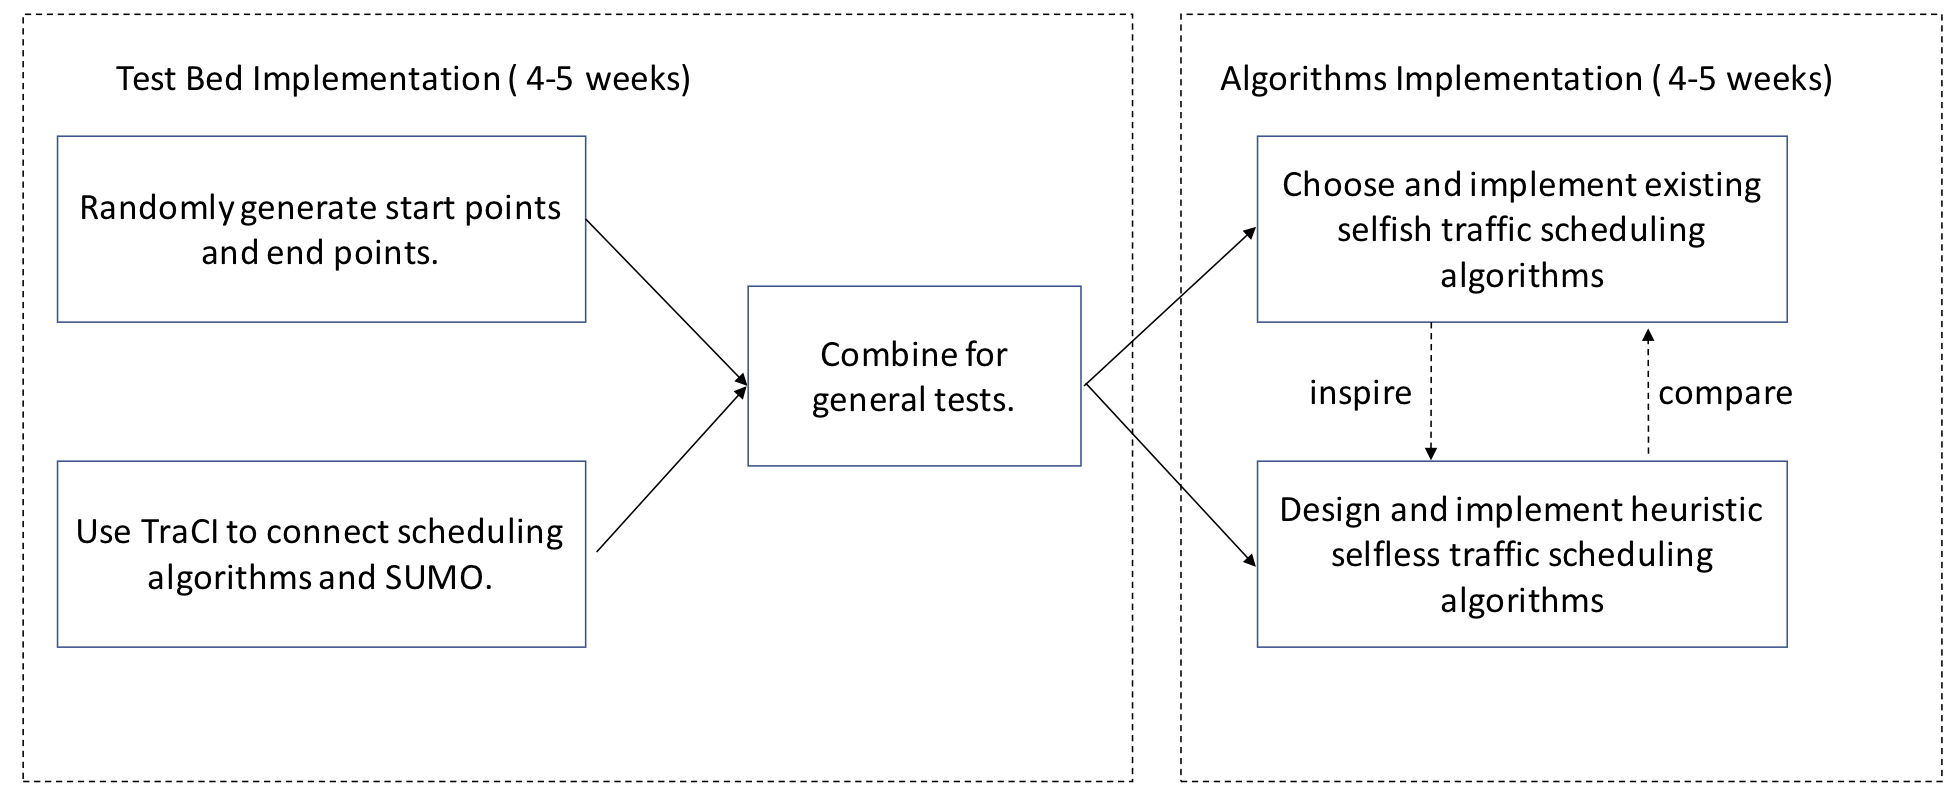 Test Bed Implementation ( 4-5 weeks)
Randomly generate start points
and end points.
Use TraCI to connect scheduling
algorithms and SUMO.
Combine for
general tests.
Algorithms Implementation ( 4-5 weeks)
Choose and implement existing
selfish traffic scheduling
algorithms
inspire
compare
Design and implement heuristic
selfless traffic scheduling
algorithms